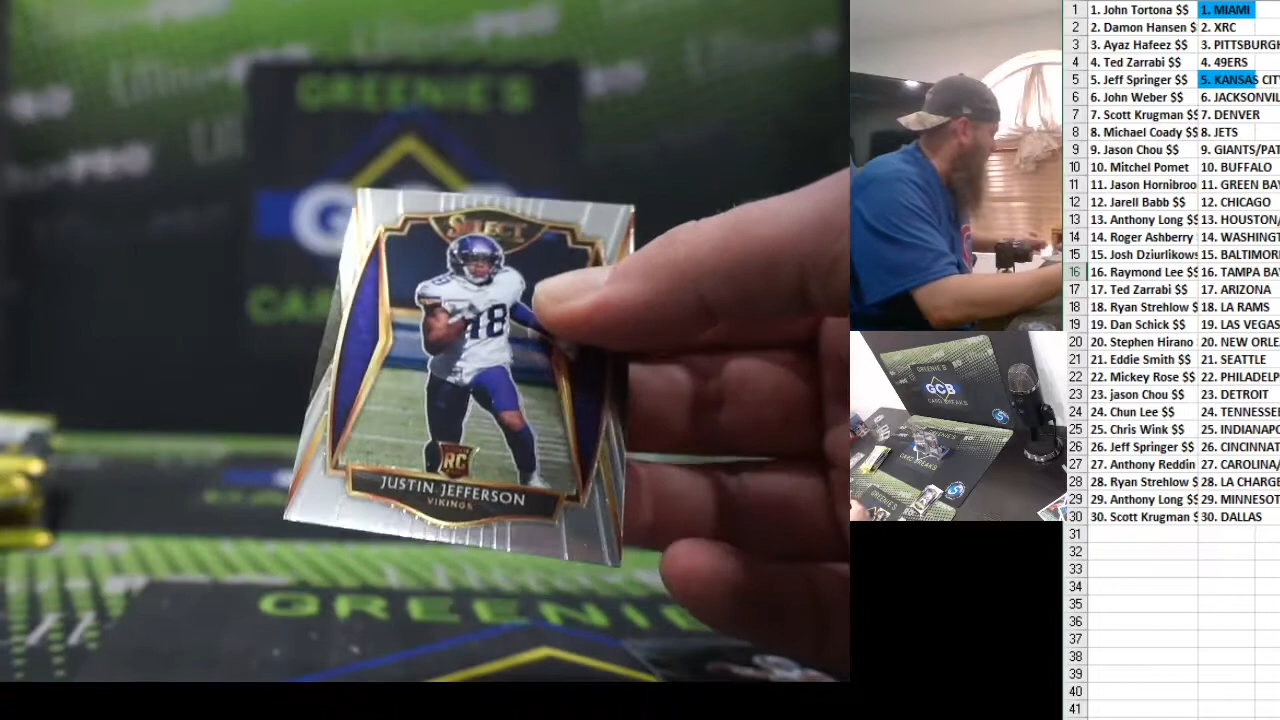 GREENIE'S
SELECT
18
RC
JUSTIN JEFFERSON
VIKINGS
GREENIE
GREENIE'S
GCB
CARD BREAKS
1 1. John Tortona $$ 1. MIAMI
2 2. Damon Hansen $ 2. XRC
3 3. Ayaz Hafeez $$ 3. PITTSBURGH
4 4. Ted Zarrabi $$ 4. 49ERS
5 5. Jeff Springer $$ 5. KANSAS CITY
6 6. John Weber $$ 6. JACKSONVIL
7 7. Scott Krugman $$ 7. DENVER
8 8. Michael Coady $$ 8. JETS
9 9. Jason Chou $$ 9. GIANTS/PAT
10 10. Mitchel Pomet 10. BUFFALO
11 11. Jason Hornibroo 11. GREEN BAY
12 12. Jarell Babb $$ 12. CHICAGO
13 13. Anthony Long $$ 13. HOUSTON/
14 14. Roger Ashberry 14. WASHINGT
15 15. Josh Dziurlikows 15. BALTIMORE
16 16. Raymond Lee $$ 16. TAMPA BAY
17 17. Ted Zarrabi $$ 17. ARIZONA
18 18. Ryan Strehlow $ 18. LA RAMS
19 19. Dan Schick $$ 19. LAS VEGAS
20 20. Stephen Hirano 20. NEW ORLE
21 21. Eddie Smith $$ 21. SEATTLE
22 22. Mickey Rose $$ 22. PHILADELP
23 23. jason Chou $$ 23. DETROIT
24 24. Chun Lee $$ 24. TENNESSE
25 25. Chris Wink $$ 25. INDIANAPO
26 26. Jeff Springer $$ 26. CINCINNAT
27 27. Anthony Reddin 27. CAROLINA/
28 28. Ryan Strehlow $ 28. LA CHARGE
29 29. Anthony Long $$ 29. MINNESOT
30 30. Scott Krugman $ 30. DALLAS
31
32
33
34
35
36
37
38
39
40
41